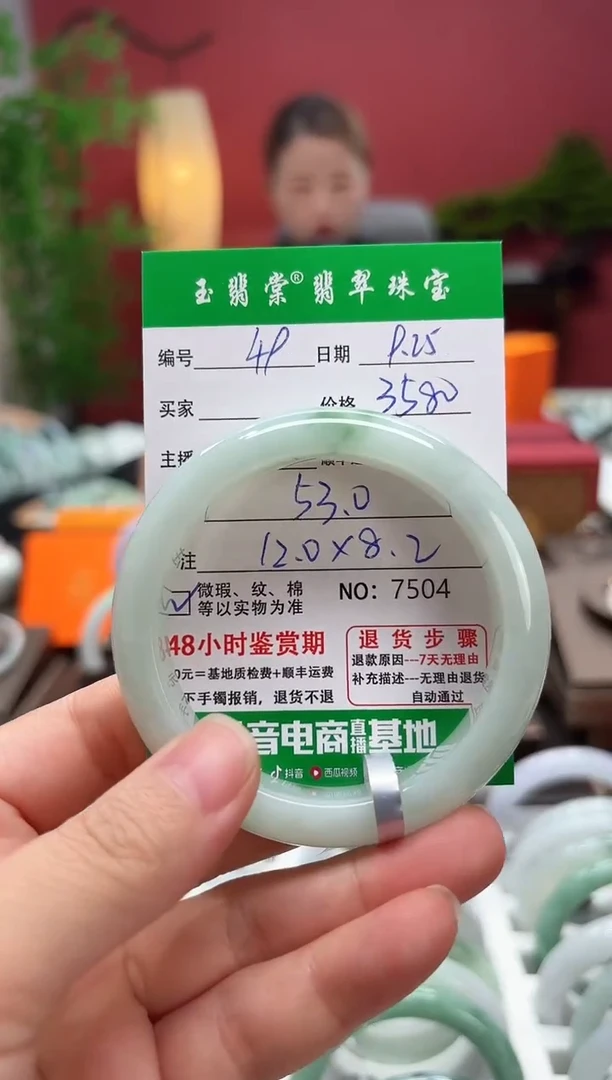 玉翡棠®翡翠珠宝
编号 49 日期 9.25
买家 价格 3580
主播
53.0
注 12.0×8.2
微瑕、纹、棉 NO: 7504
等以实物为准
48小时鉴赏期 退货步骤
退款原因---7天无理由
0元=基地质检费+顺丰运费 补充描述---无理由退货
下手镯报销，退货不退 自动通过
音电商直播基地
抖音 西瓜视频